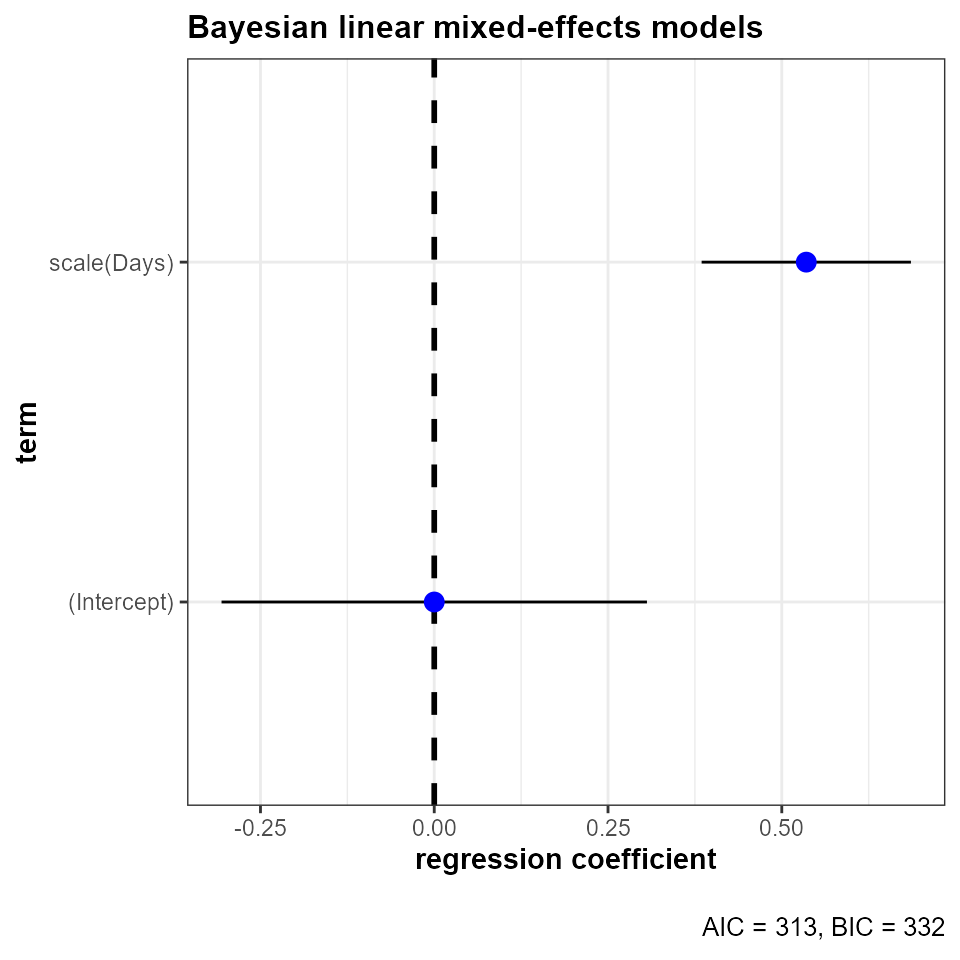 Bayesian linear mixed-effects models
scale(Days)
term
(Intercept)
-0.25 0.00 0.25 0.50
regression coefficient
AIC = 313, BIC = 332